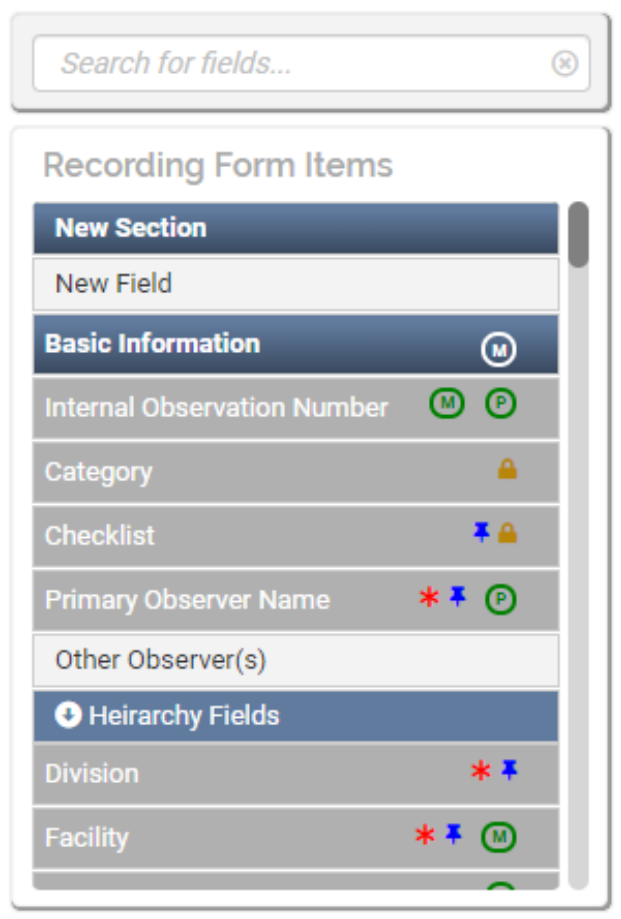 Search for fields...
Recording Form Items
New Section
New Field
Basic Information M
Internal Observation Number M P
Category
Checklist
Primary Observer Name * P
Other Observer(s)
Heirarchy Fields
Division *
Facility * M